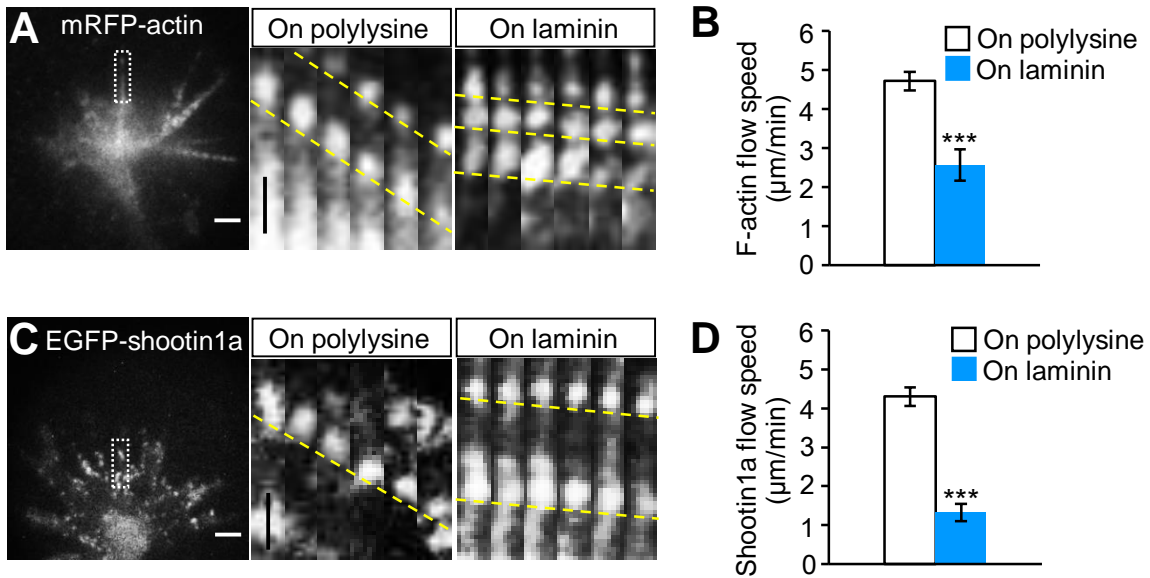 A
mRFP-actin
On polylysine
On laminin
B
F-actin flow speed
(μm/min)
6
5
4
3
2
1
0
On polylysine
On laminin
***
C
EGFP-shootin1a
On polylysine
On laminin
D
Shootin1a flow speed
(μm/min)
6
5
4
3
2
1
0
On polylysine
On laminin
***